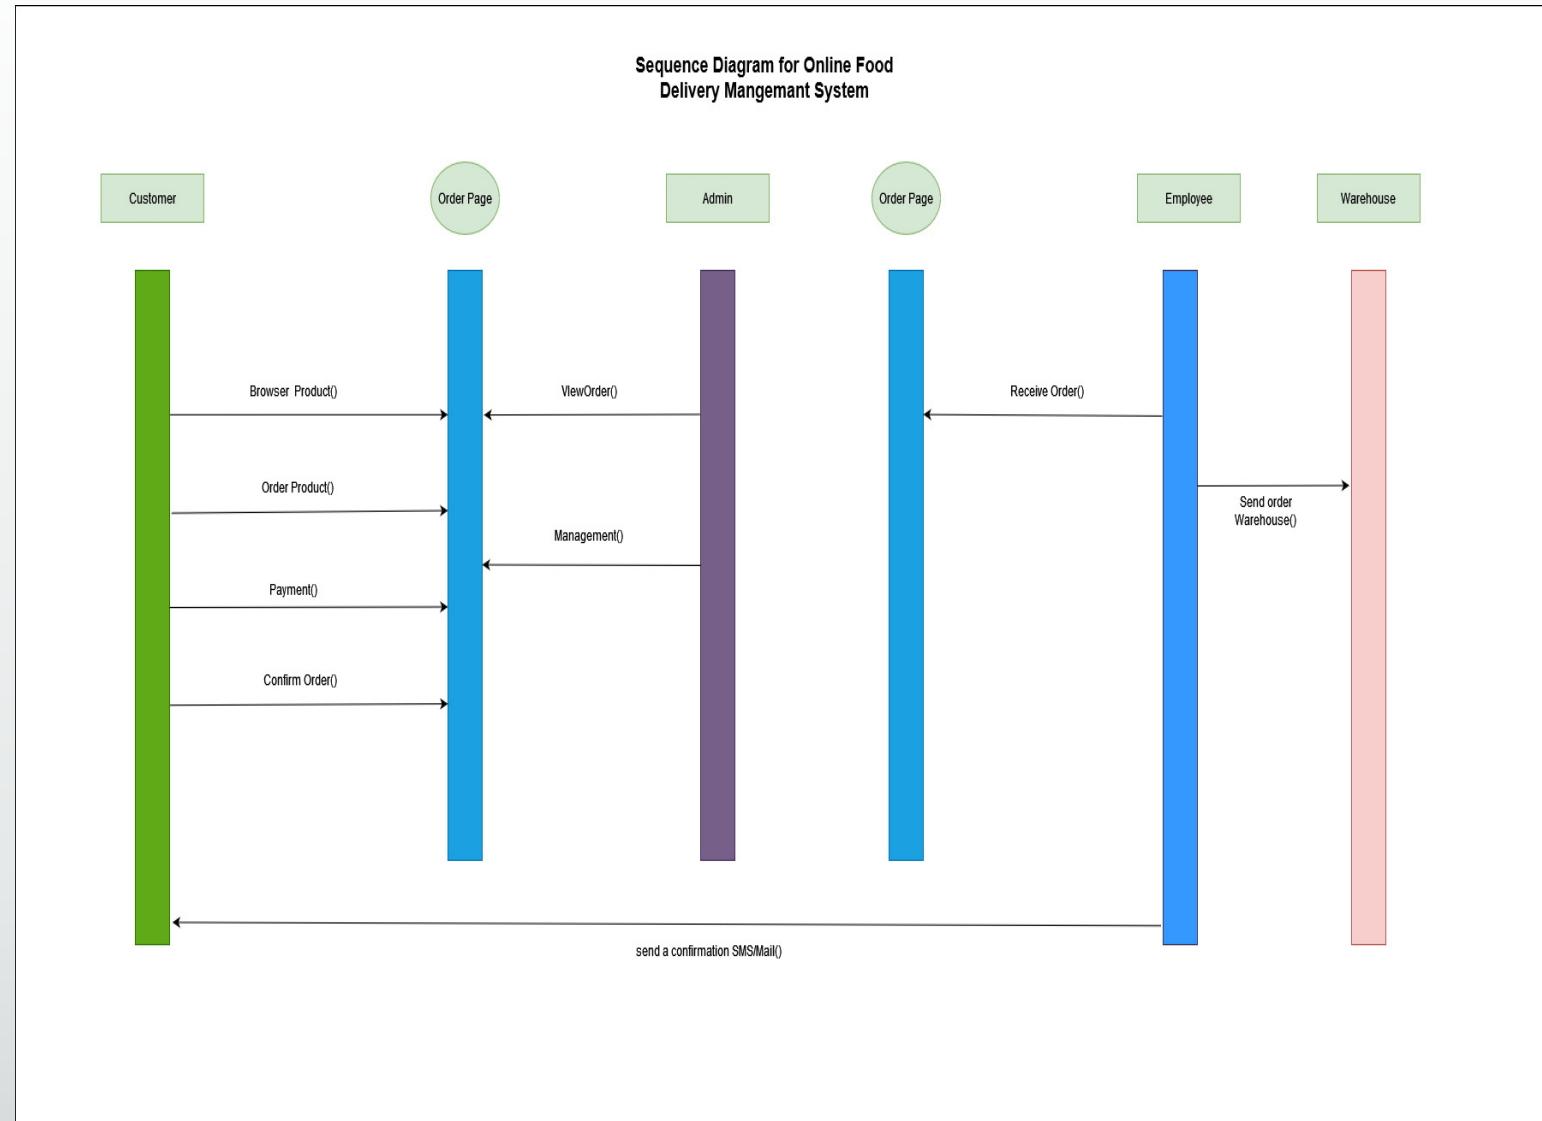 Sequence Diagram for Online Food
Delivery Mangemant System
Customer
Order Page
Admin
Order Page
Employee
Warehouse
Browser Product()
VIewOrder()
Receive Order()
Order Product()
Send order
Warehouse()
Management()
Payment()
Confirm Order()
send a confirmation SMS/Mail()